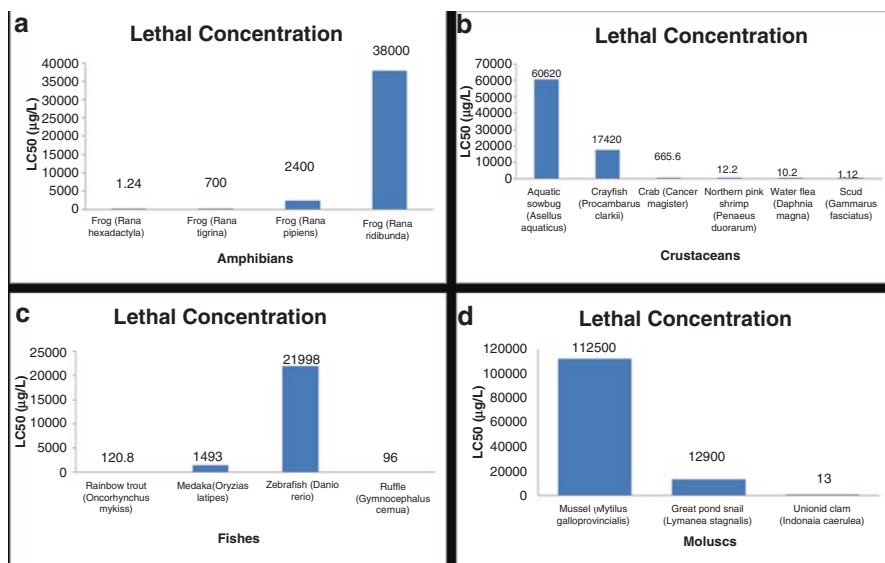 a
Lethal Concentration
LC50 (µg/L)
40000
35000
30000
25000
20000
15000
10000
5000
0
1.24
700
2400
38000
Frog (Rana
hexadactyla)
Frog (Rana
tigrina)
Frog (Rana
pipiens)
Frog (Rana
ridibunda)
Amphibians
b
Lethal Concentration
LC50 (µg/L)
70000
60000
50000
40000
30000
20000
10000
0
60620
17420
665.6
12.2
10.2
1.12
Aquatic
sowbug
(Asellus
aquaticus)
Crayfish
(Procambarus
clarkii)
Crab (Cancer
magister)
Northern pink
shrimp
(Penaeus
duorarum)
Water flea
(Daphnia
magna)
Scud
(Gammarus
fasciatus)
Crustaceans
c
Lethal Concentration
LC50 (µg/L)
25000
20000
15000
10000
5000
0
120.8
1493
21998
96
Rainbow trout
(Oncorhynchus
mykiss)
Medaka(Oryzias
latipes)
Zebrafish (Danio
rerio)
Ruffle
(Gymnocephalus
cernua)
Fishes
d
Lethal Concentration
LC50 (µg/L)
120000
100000
80000
60000
40000
20000
0
112500
12900
13
Mussel (Mytilus
galloprovincialis)
Great pond snail
(Lymanea stagnalis)
Unionid clam
(Indonaia caerulea)
Moluscs